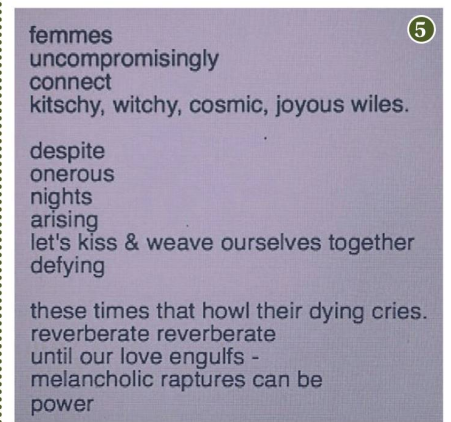 5
femmes
uncompromisingly
connect
kitschy, witchy, cosmic, joyous wiles.
despite
onerous
nights
arising
let's kiss & weave ourselves together
defying
these times that howl their dying cries.
reverberate reverberate
until our love engulfs -
melancholic raptures can be
power